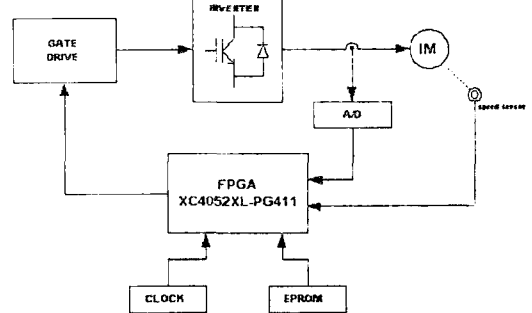 INVERTER
GATE
DRIVE
IM
speed sensor
A/D
FPGA
XC4052XL-PG411
CLOCK
EPROM